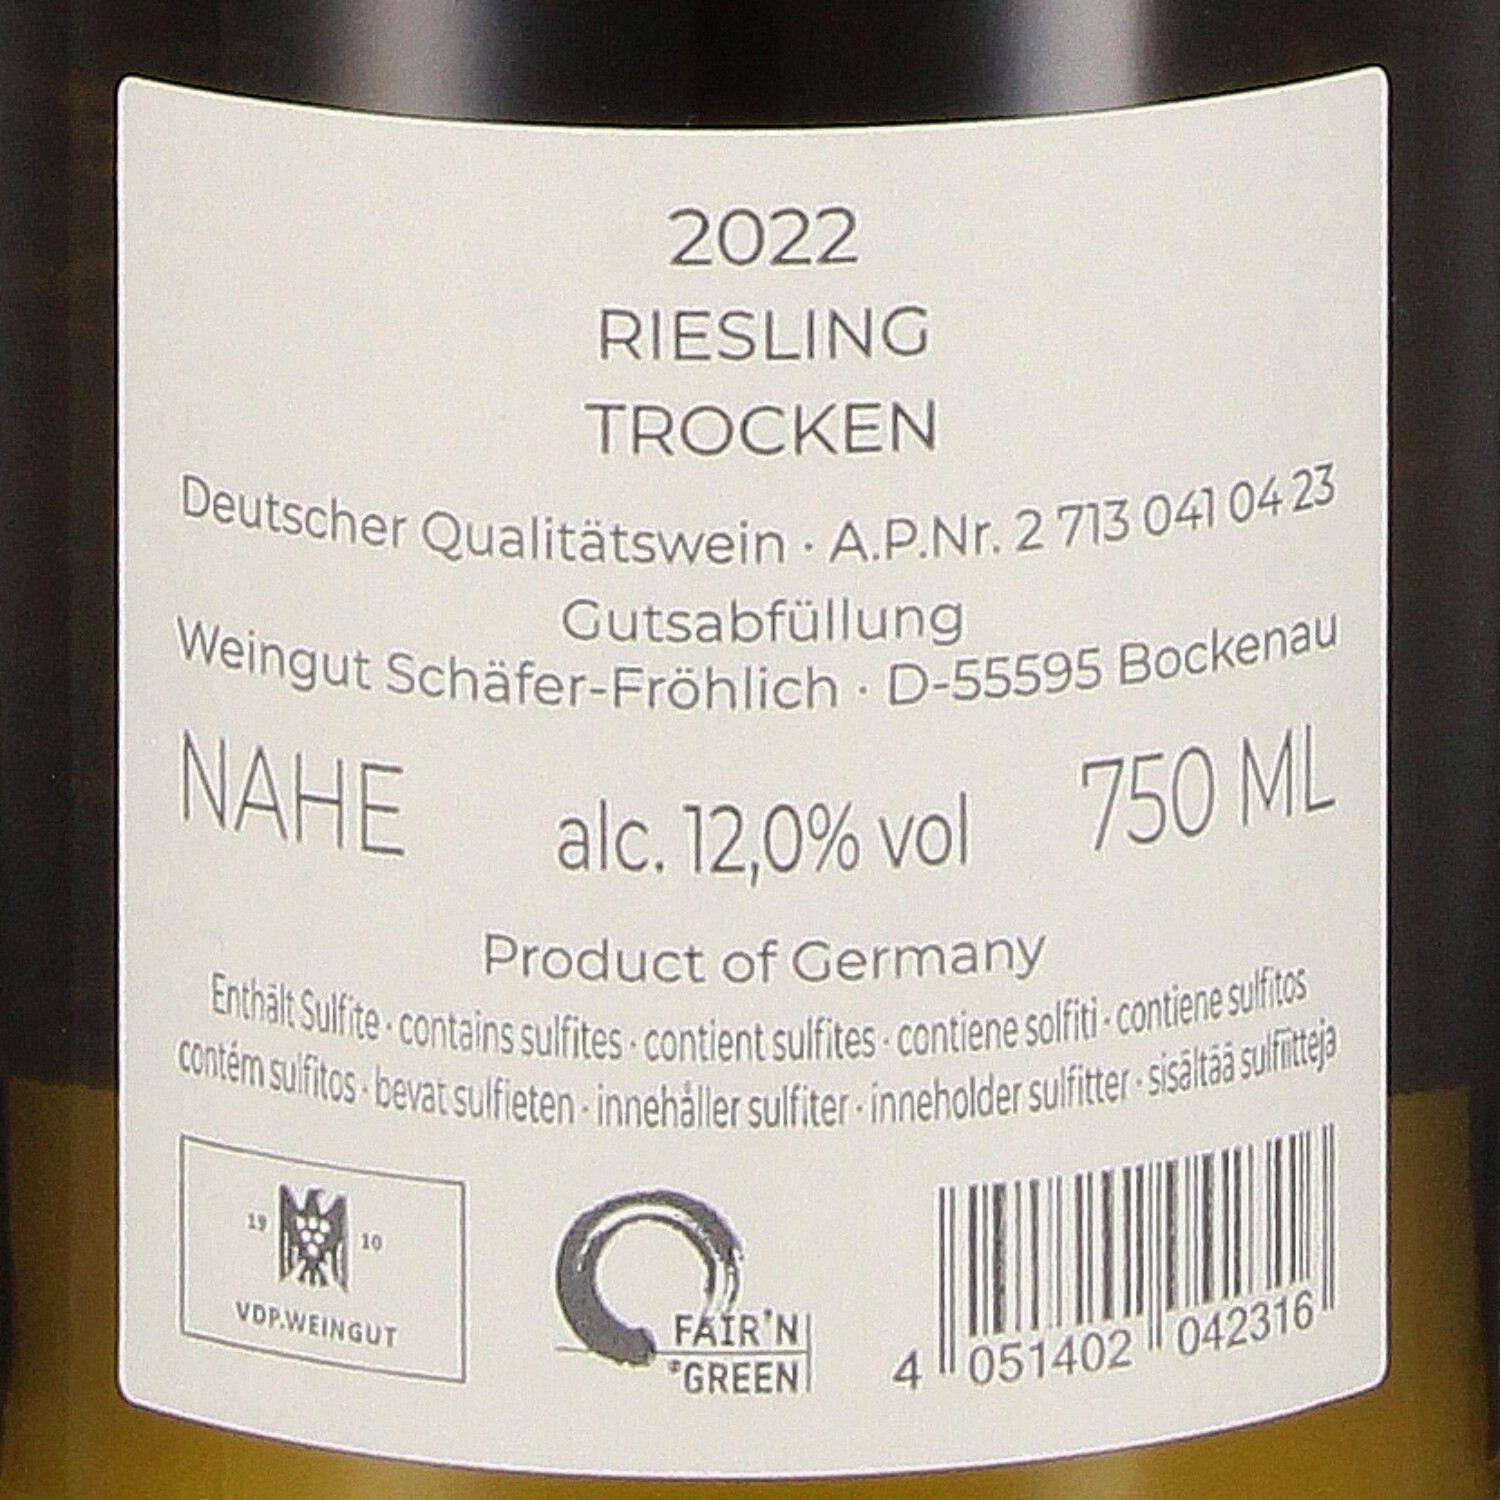 2022
RIESLING
TROCKEN
Deutscher Qualitätswein · A.P.Nr. 2 713 041 04 23
Gutsabfüllung
Weingut Schäfer-Fröhlich · D-55595 Bockenau
NAHE alc. 12,0% vol 750 ML
Product of Germany
Enthält Sulfite · contains sulfites · contient sulfites · contiene solfiti · contiene sulfitos
contém sulfitos · bevat sulfieten · innehåller sulfiter · inneholder sulfitter · sisältää sulfiitteja
19 10
VDP.WEINGUT
FAIR'N
GREEN
4 051402 042316